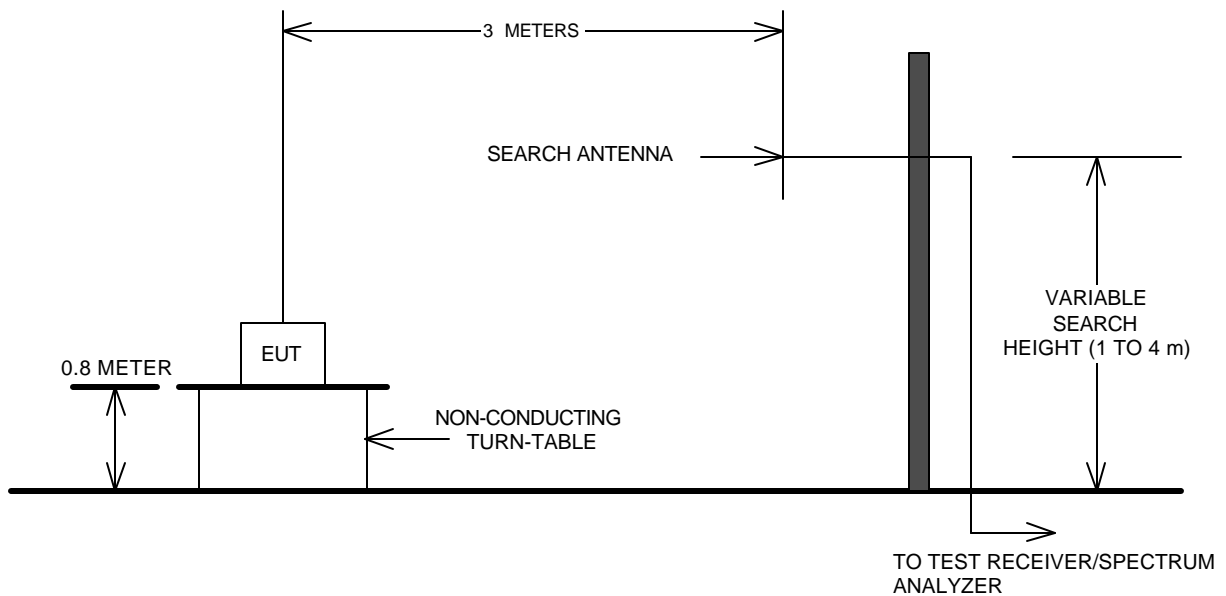 3 METERS
SEARCH ANTENNA
VARIABLE
SEARCH
HEIGHT (1 TO 4 m)
EUT
0.8 METER
NON-CONDUCTING
TURN-TABLE
TO TEST RECEIVER/SPECTRUM
ANALYZER